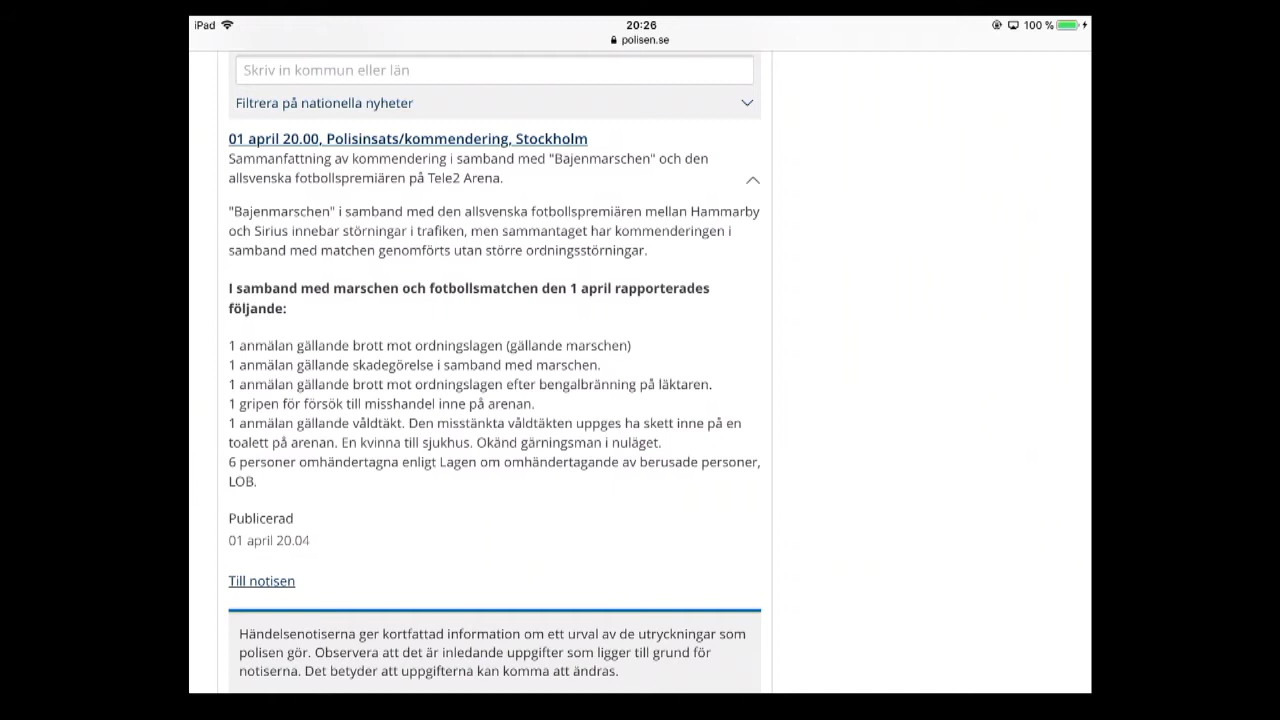 iPad
20:26
100 %
polisen.se
Skriv in kommun eller län
Filtrera på nationella nyheter
01 april 20.00, Polisinsats/kommendering, Stockholm
Sammanfattning av kommendering i samband med "Bajenmarschen" och den
allsvenska fotbollspremiären på Tele2 Arena.
"Bajenmarschen" i samband med den allsvenska fotbollspremiären mellan Hammarby
och Sirius innebar störningar i trafiken, men sammantaget har kommenderingen i
samband med matchen genomförts utan större ordningsstörningar.
I samband med marschen och fotbollsmatchen den 1 april rapporterades
följande:
1 anmälan gällande brott mot ordningslagen (gällande marschen)
1 anmälan gällande skadegörelse i samband med marschen.
1 anmälan gällande brott mot ordningslagen efter bengalbränning på läktaren.
1 gripen för försök till misshandel inne på arenan.
1 anmälan gällande våldtäkt. Den misstänkta våldtäkten uppges ha skett inne på en
toalett på arenan. En kvinna till sjukhus. Okänd gärningsman i nuläget.
6 personer omhändertagna enligt Lagen om omhändertagande av berusade personer,
LOB.
Publicerad
01 april 20.04
Till notisen
Händelsenotiserna ger kortfattad information om ett urval av de utryckningar som
polisen gör. Observera att det är inledande uppgifter som ligger till grund för
notiserna. Det betyder att uppgifterna kan komma att ändras.